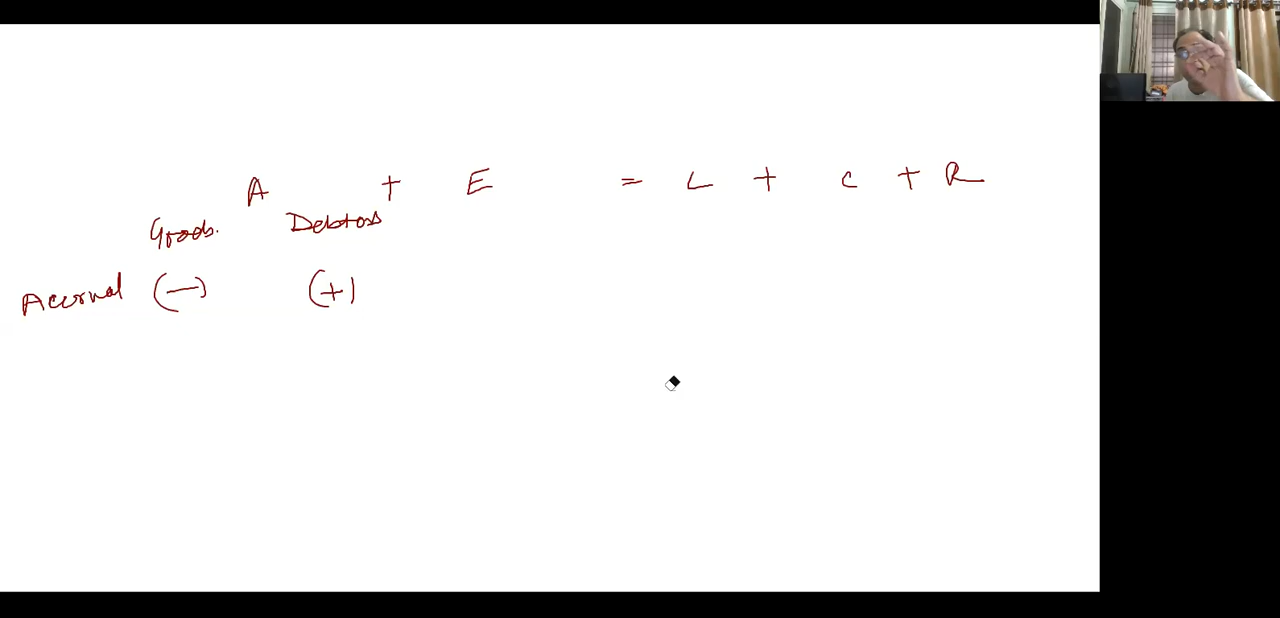 A + E = L + C + R
Goods. Debtors
Accrual (-) (+)